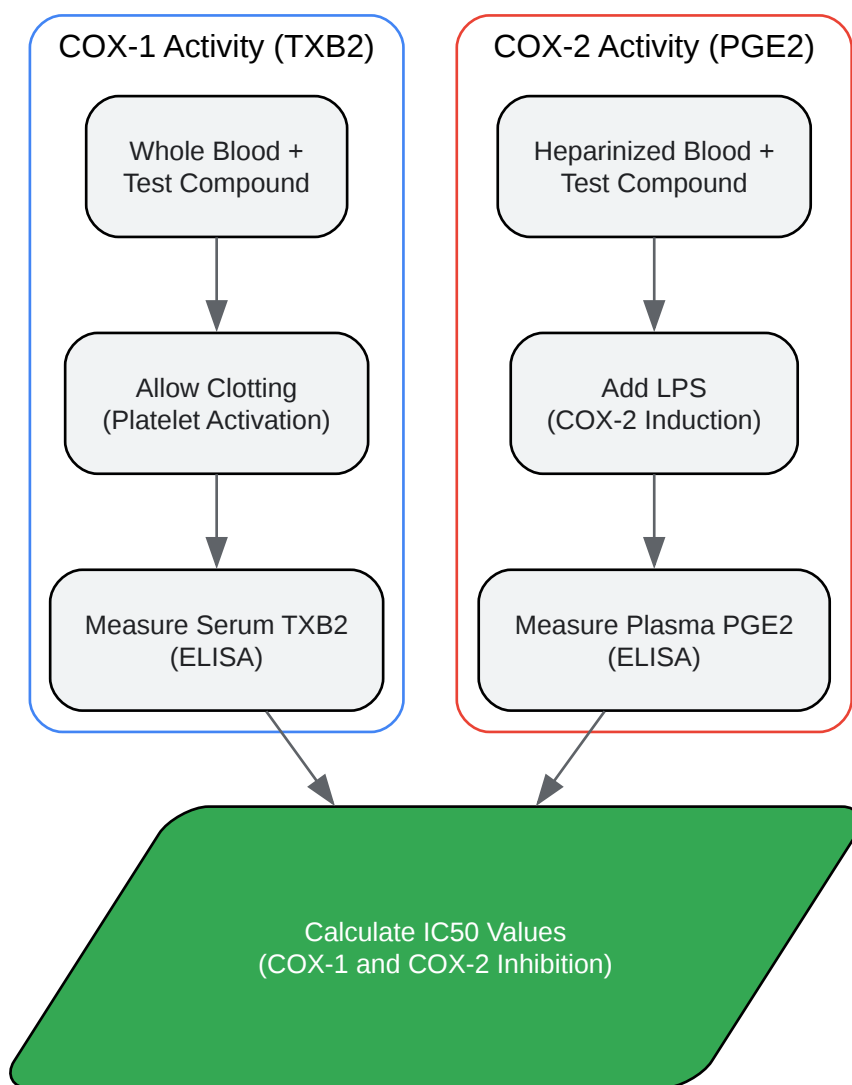 COX-1 Activity (TXB2)
Whole Blood +
Test Compound
Allow Clotting
(Platelet Activation)
Measure Serum TXB2
(ELISA)
COX-2 Activity (PGE2)
Heparinized Blood +
Test Compound
Add LPS
(COX-2 Induction)
Measure Plasma PGE2
(ELISA)
Calculate IC50 Values
(COX-1 and COX-2 Inhibition)